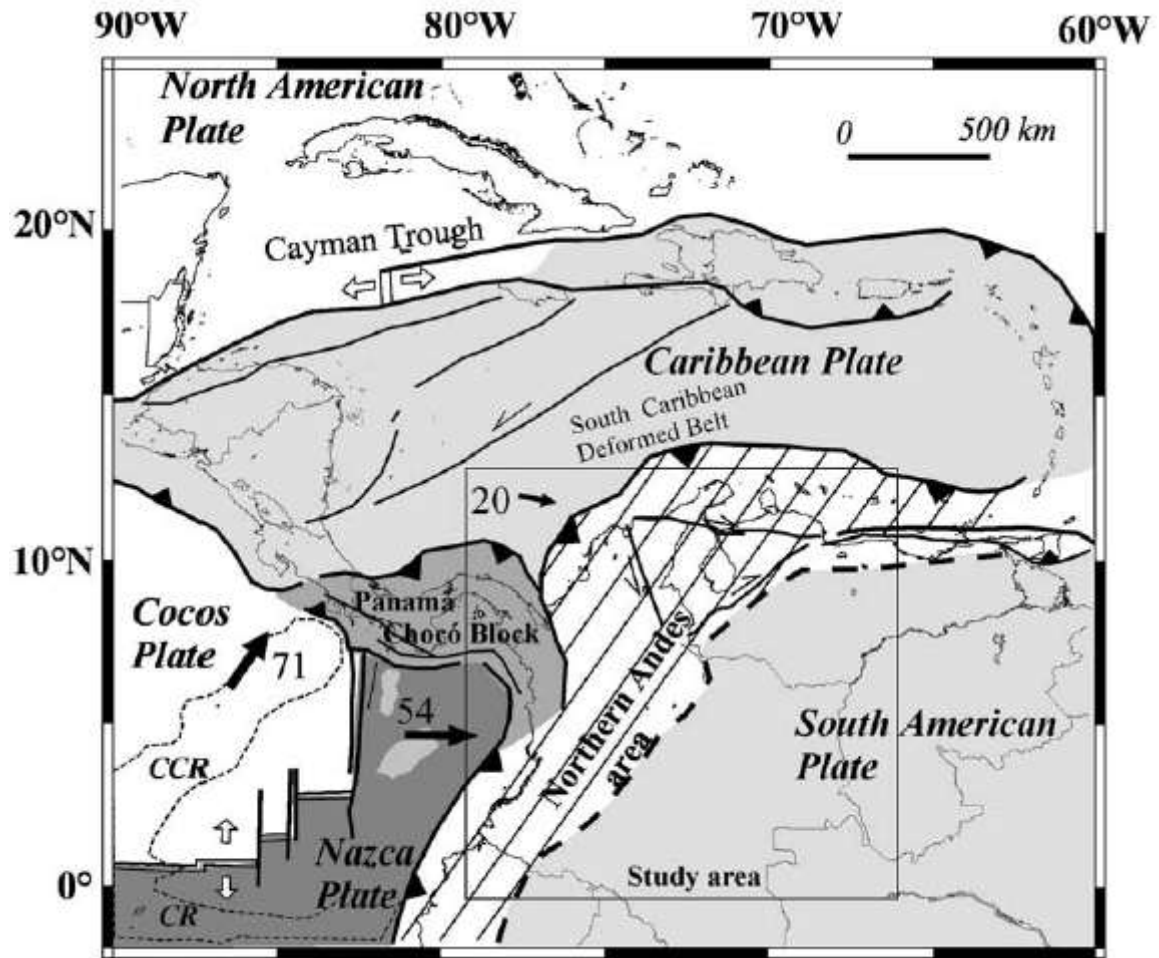 90°W 80°W 70°W 60°W
North American
Plate
0 500 km
20°N
Cayman Trough
Caribbean Plate
South Caribbean
Deformed Belt
20
10°N
Panamá
Chocó Block
Cocos
Plate
71
54
Northern Andes
area
South American
Plate
CCR
Nazca
Plate
0°
Study area
CR